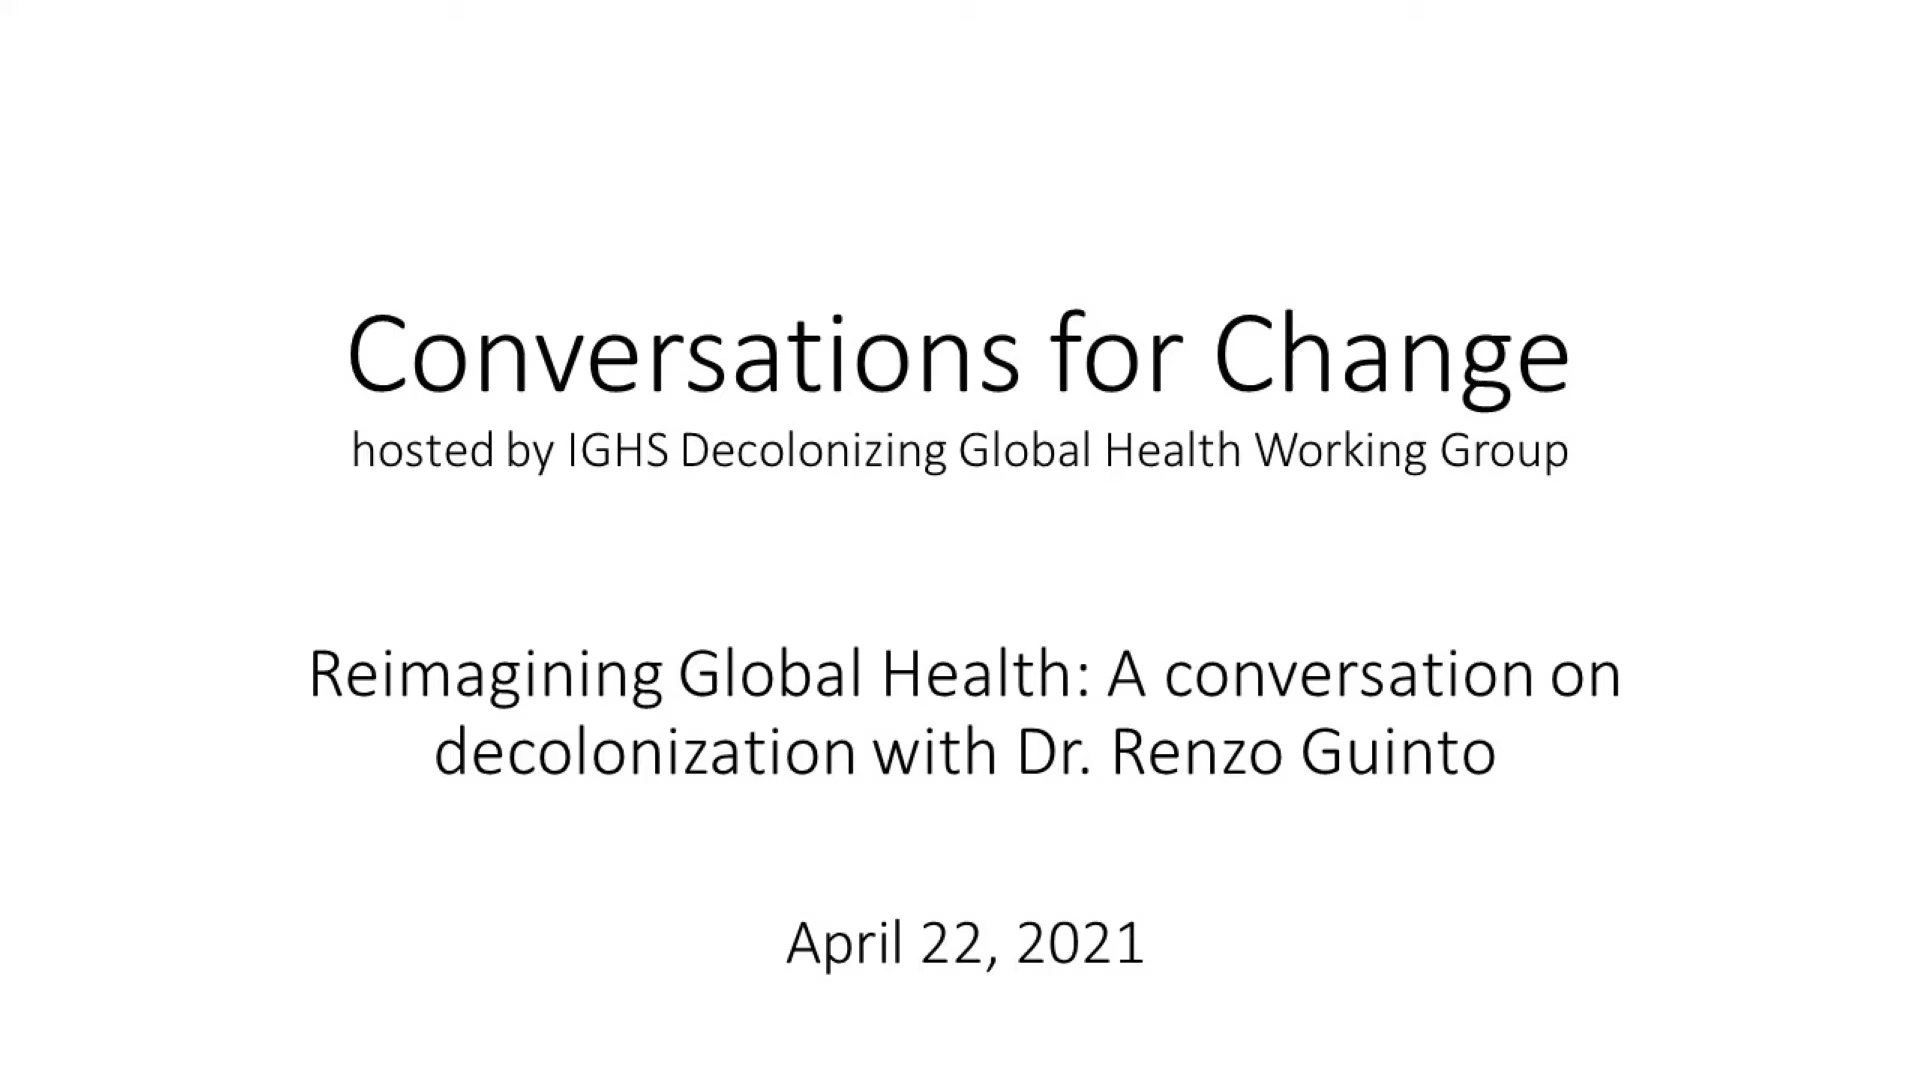 Conversations for Change
hosted by IGHS Decolonizing Global Health Working Group
Reimagining Global Health: A conversation on
decolonization with Dr. Renzo Guinto
April 22, 2021